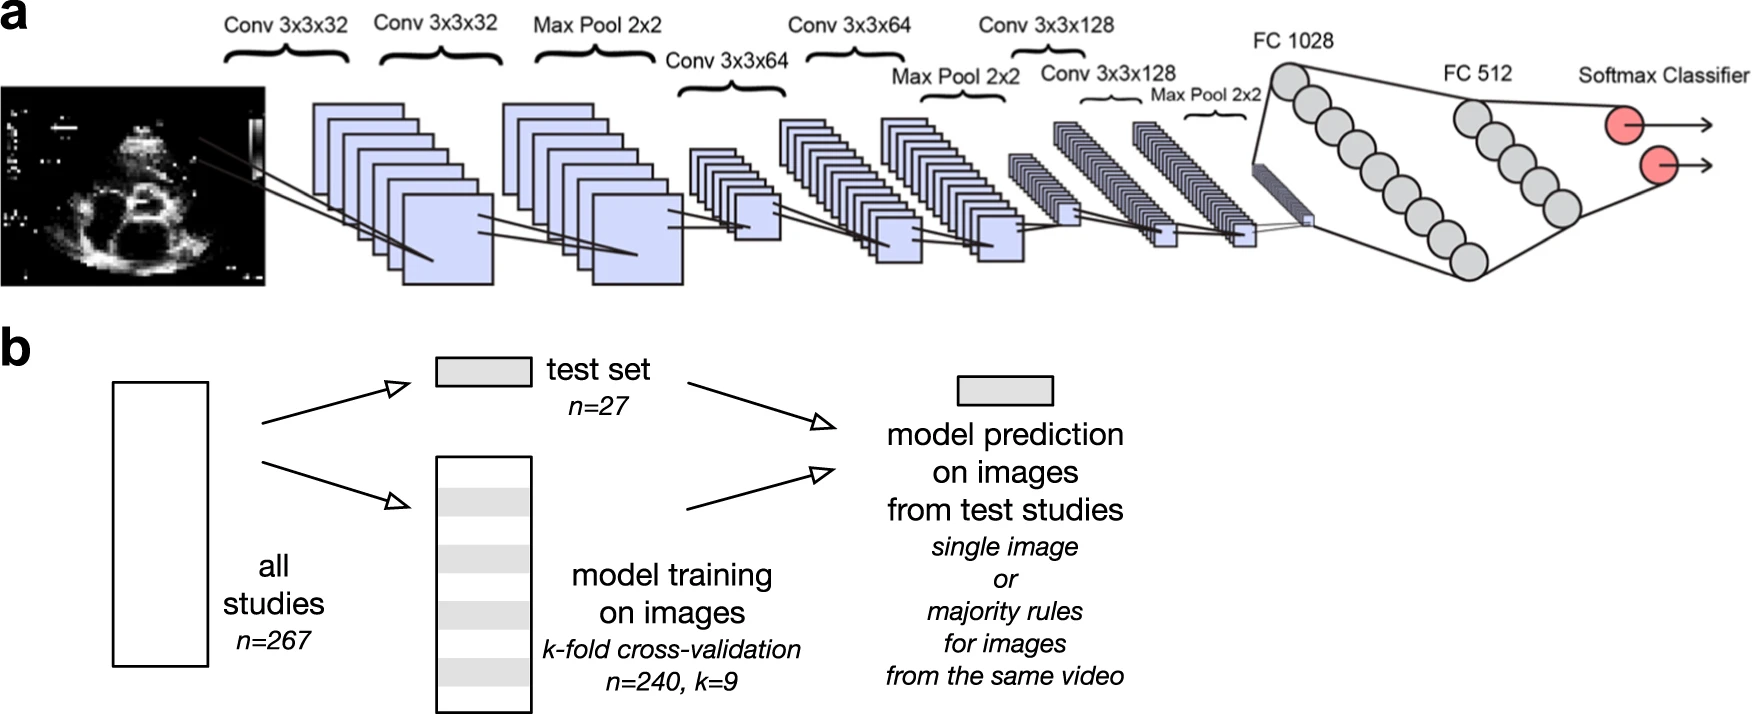 a
Conv 3x3x32
Conv 3x3x32
Max Pool 2x2
Conv 3x3x64
Conv 3x3x64
Max Pool 2x2
Conv 3x3x128
Conv 3x3x128
Max Pool 2x2
FC 1028
FC 512
Softmax Classifier
b
all
studies
n=267
test set
n=27
model training
on images
k-fold cross-validation
n=240, k=9
model prediction
on images
from test studies
single image
or
majority rules
for images
from the same video